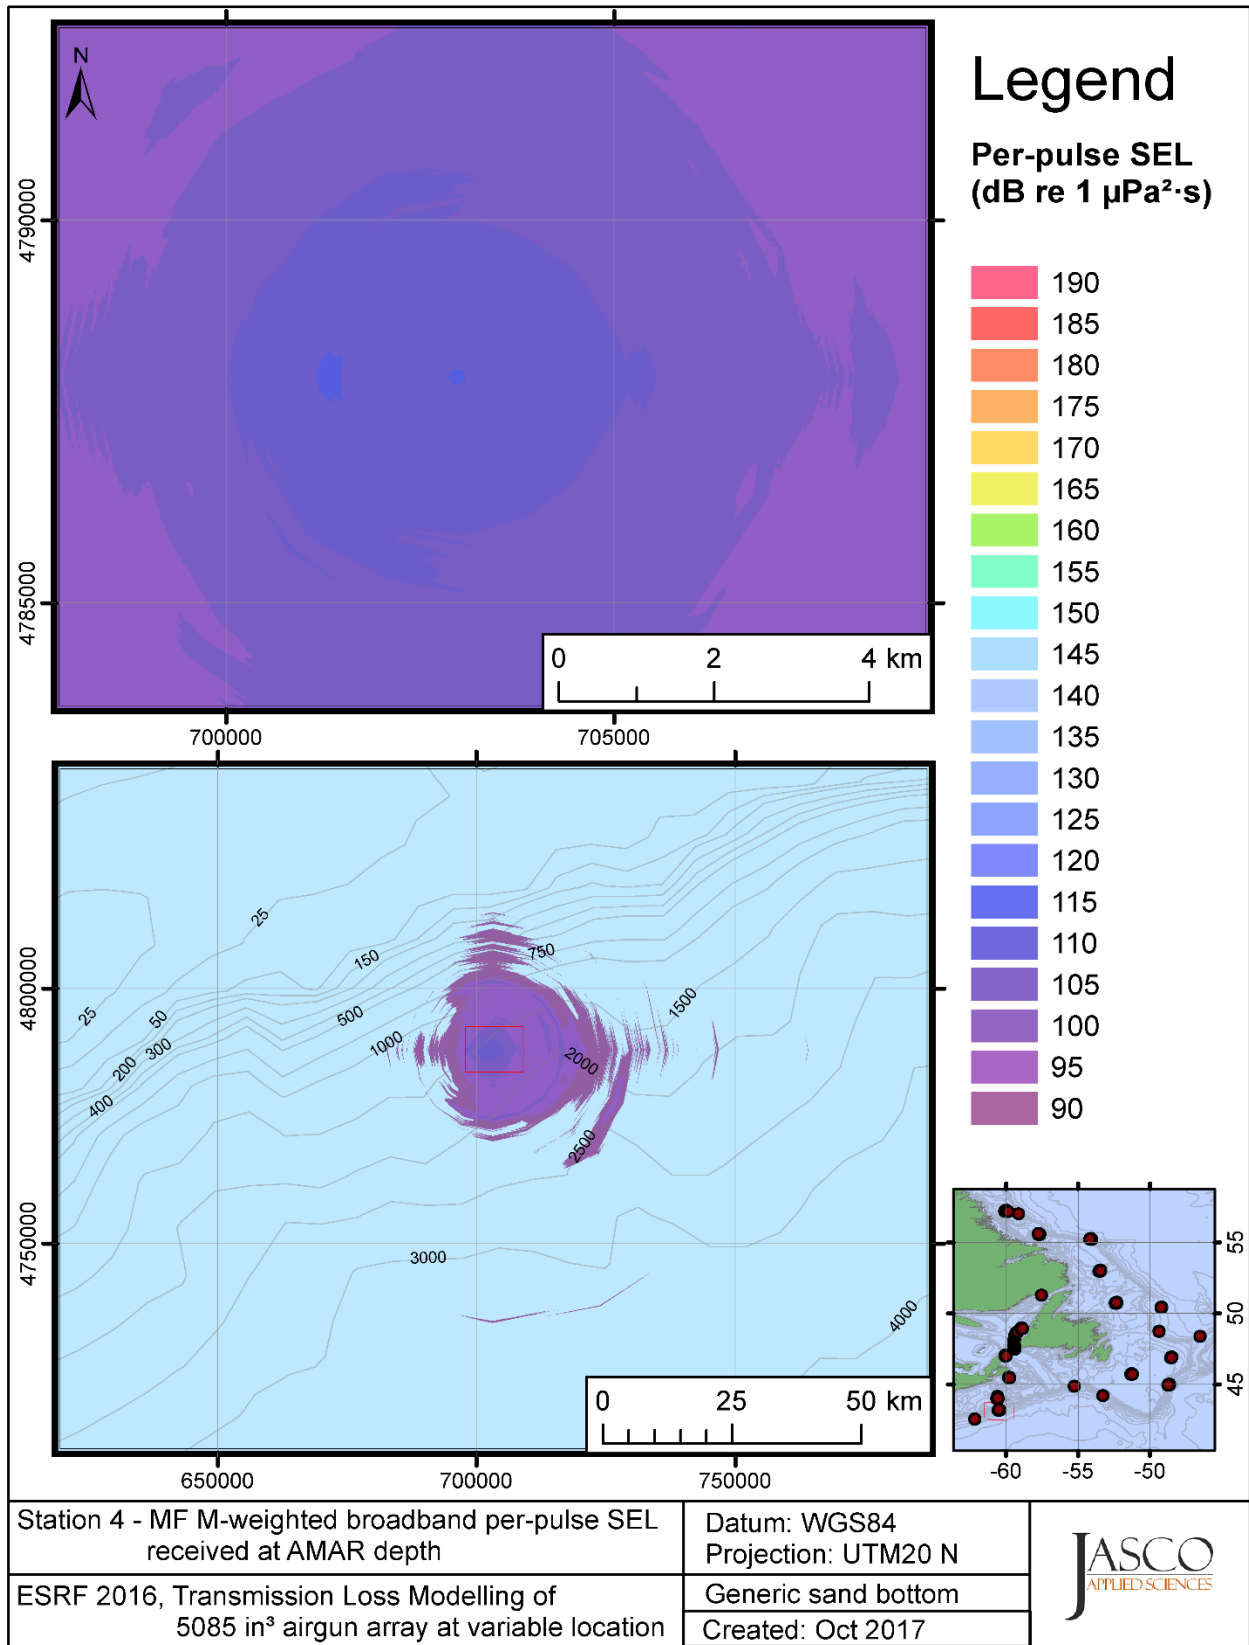 N
4790000
4785000
0 2 4 km
700000 705000
Legend
Per-pulse SEL
(dB re 1 µPa²·s)
190
185
180
175
170
165
160
155
150
145
140
135
130
125
120
115
110
105
100
95
90
4800000
4750000
25
25
50
150
200
300
400
500
750
1000
1500
2000
2500
3000
4000
0 25 50 km
650000 700000 750000
55
50
45
-60 -55 -50
Station 4 - MF M-weighted broadband per-pulse SEL
received at AMAR depth
ESRF 2016, Transmission Loss Modelling of
5085 in³ airgun array at variable location
Datum: WGS84
Projection: UTM20 N
Generic sand bottom
Created: Oct 2017
JASCO
APPLIED SCIENCES